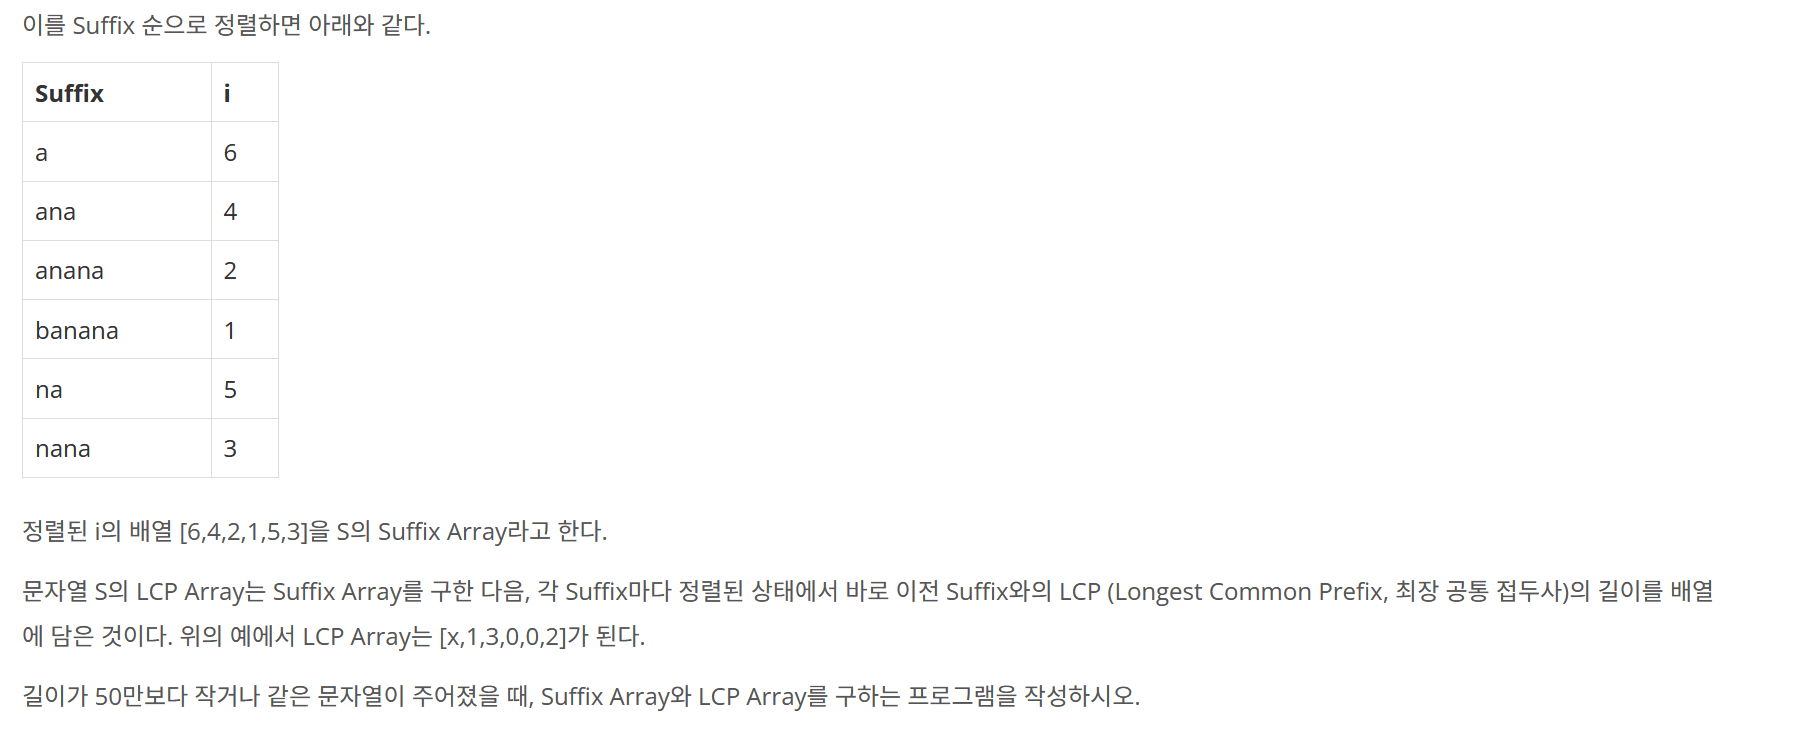 이를 Suffix 순으로 정렬하면 아래와 같다.
Suffix i
a 6
ana 4
anana 2
banana 1
na 5
nana 3
정렬된 i의 배열 [6,4,2,1,5,3]을 S의 Suffix Array라고 한다.
문자열 S의 LCP Array는 Suffix Array를 구한 다음, 각 Suffix마다 정렬된 상태에서 바로 이전 Suffix와의 LCP (Longest Common Prefix, 최장 공통 접두사)의 길이를 배열
에 담은 것이다. 위의 예에서 LCP Array는 [x,1,3,0,0,2]가 된다.
길이가 50만보다 작거나 같은 문자열이 주어졌을 때, Suffix Array와 LCP Array를 구하는 프로그램을 작성하시오.